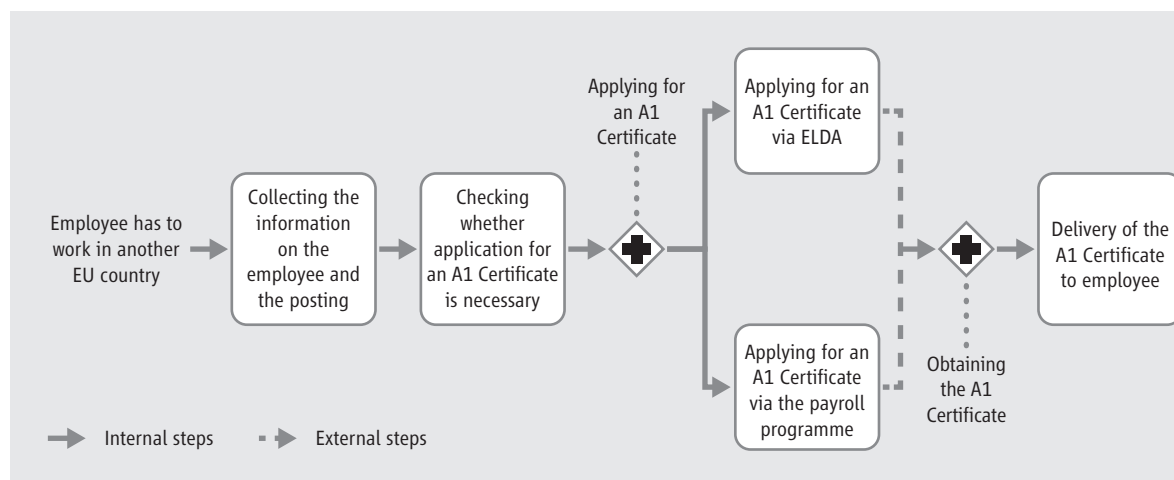 Employee has to
work in another
EU country
Collecting the
information
on the
employee and
the posting
Checking
whether
application for
an A1 Certificate
is necessary
Applying for
an A1
Certificate
Applying for an
A1 Certificate
via ELDA
Applying for an
A1 Certificate
via the payroll
programme
Obtaining
the A1
Certificate
Delivery of the
A1 Certificate
to employee
Internal steps
External steps